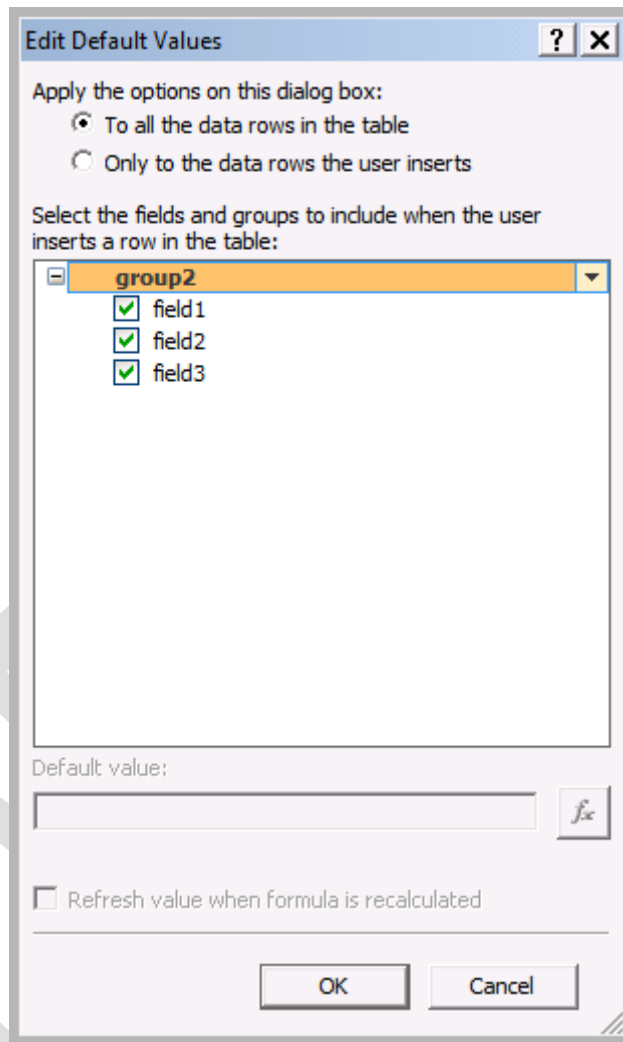 Edit Default Values
Apply the options on this dialog box:
To all the data rows in the table
Only to the data rows the user inserts
Select the fields and groups to include when the user
inserts a row in the table:
group2
field1
field2
field3
Default value:
fx
Refresh value when formula is recalculated
OK Cancel